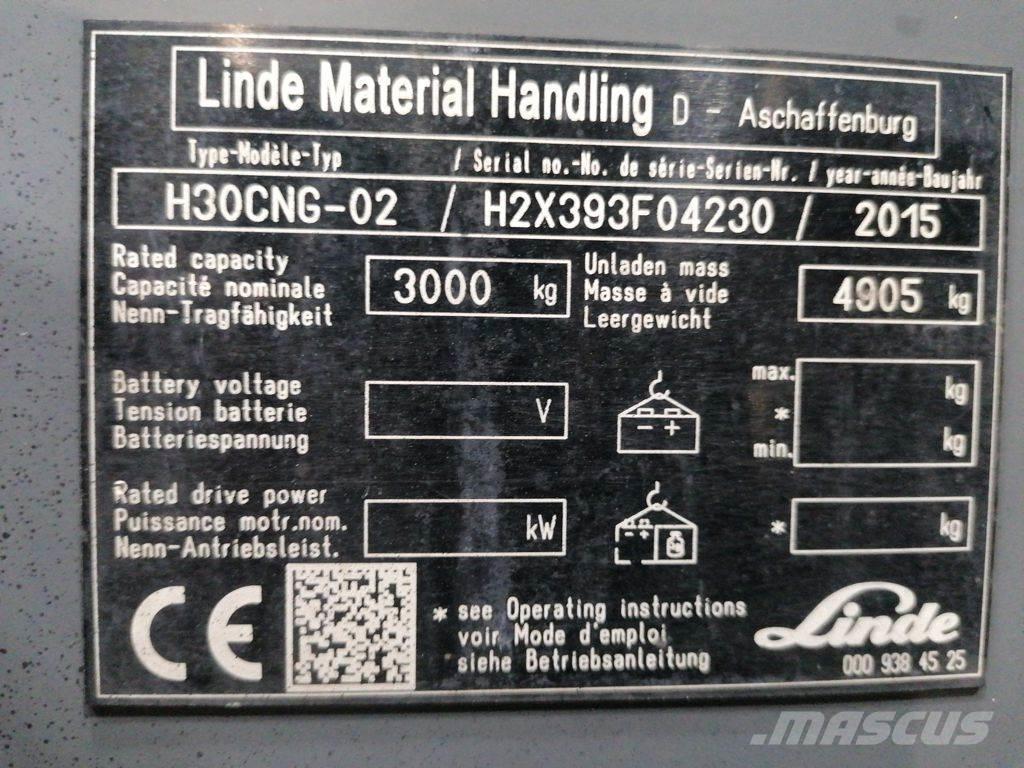 Linde Material Handling D - Aschaffenburg
Type-Modèle-Typ / Serial no.-No. de série-Serien-Nr. / year-année-Baujahr
H30CNG-02 / H2X393F04230 / 2015
Rated capacity
Capacité nominale
Nenn-Tragfähigkeit
3000 kg
Unladen mass
Masse à vide
Leergewicht
4905 kg
Battery voltage
Tension batterie
Batteriespannung
V
- +
max.
*
min.
kg
kg
Rated drive power
Puissance motr.nom.
Nenn-Antriebsleist.
kW
- +
* kg
CE
* see Operating instructions
voir Mode d'emploi
siehe Betriebsanleitung
Linde
000 938 45 25
.MASCUS